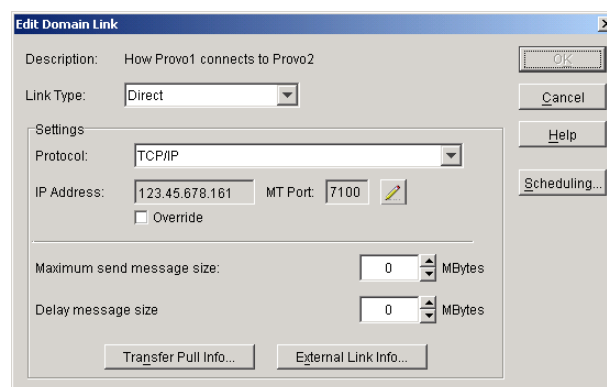 Edit Domain Link
Description: How Provo1 connects to Provo2
OK
Link Type: Direct
Cancel
Settings
Help
Protocol: TCP/IP
IP Address: 123.45.678.161 MT Port: 7100
Scheduling...
Override
Maximum send message size: 0 MBytes
Delay message size 0 MBytes
Transfer Pull Info... External Link Info...